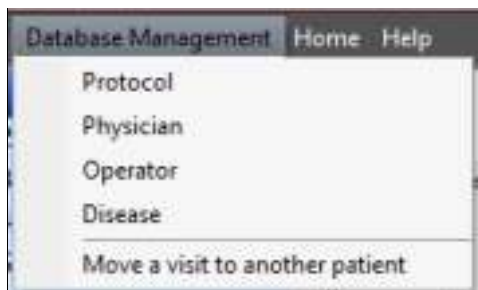 Database Management Home Help
Protocol
Physician
Operator
Disease
Move a visit to another patient